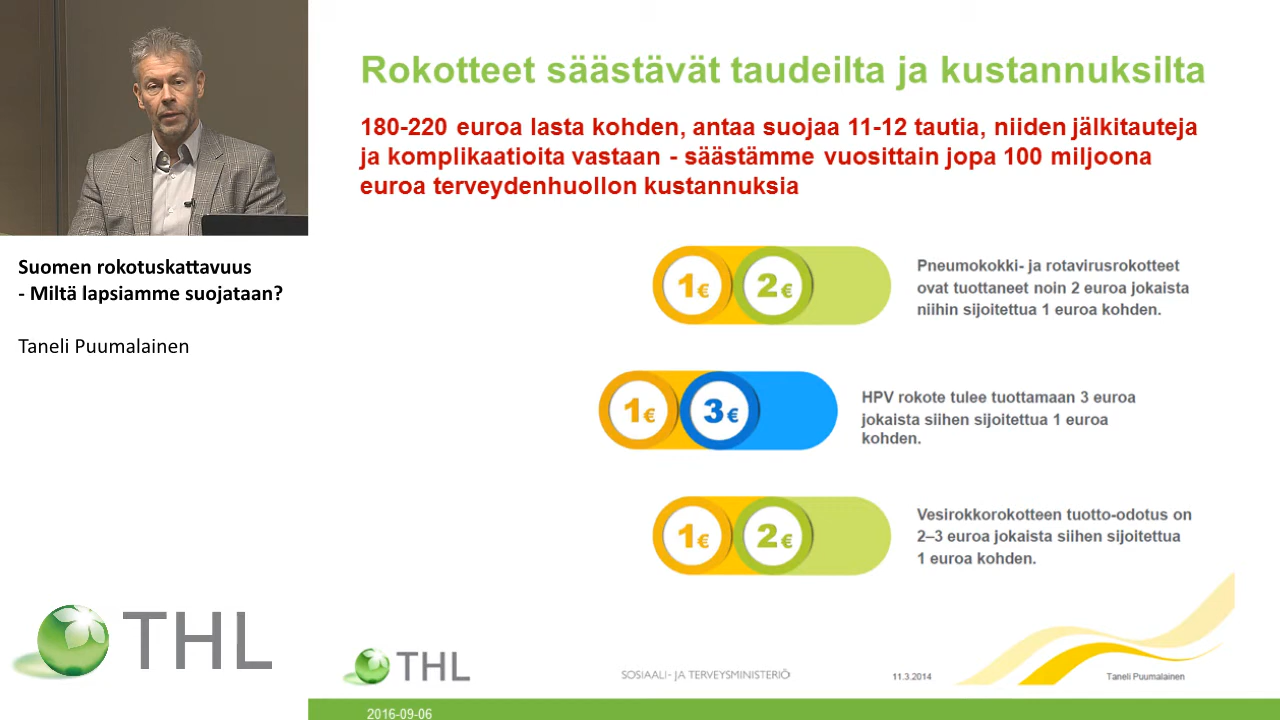 Rokotteet säästävät taudeilta ja kustannuksilta
180-220 euroa lasta kohden, antaa suojaa 11-12 tautia, niiden jälkitauteja
ja komplikaatioita vastaan - säästämme vuosittain jopa 100 miljoona
euroa terveydenhuollon kustannuksia
Suomen rokotuskattavuus
- Miltä lapsiamme suojataan?
Taneli Puumalainen
1€ 2€
Pneumokokki- ja rotavirusrokotteet
ovat tuottaneet noin 2 euroa jokaista
niihin sijoitettua 1 euroa kohden.
1€ 3€
HPV rokote tulee tuottamaan 3 euroa
jokaista siihen sijoitettua 1 euroa
kohden.
1€ 2€
Vesirokkorokotteen tuotto-odotus on
2–3 euroa jokaista siihen sijoitettua
1 euroa kohden.
THL
THL
SOSIAALI- JA TERVEYSMINISTERIÖ
11.3.2014
Taneli Puumalainen
2016-09-06